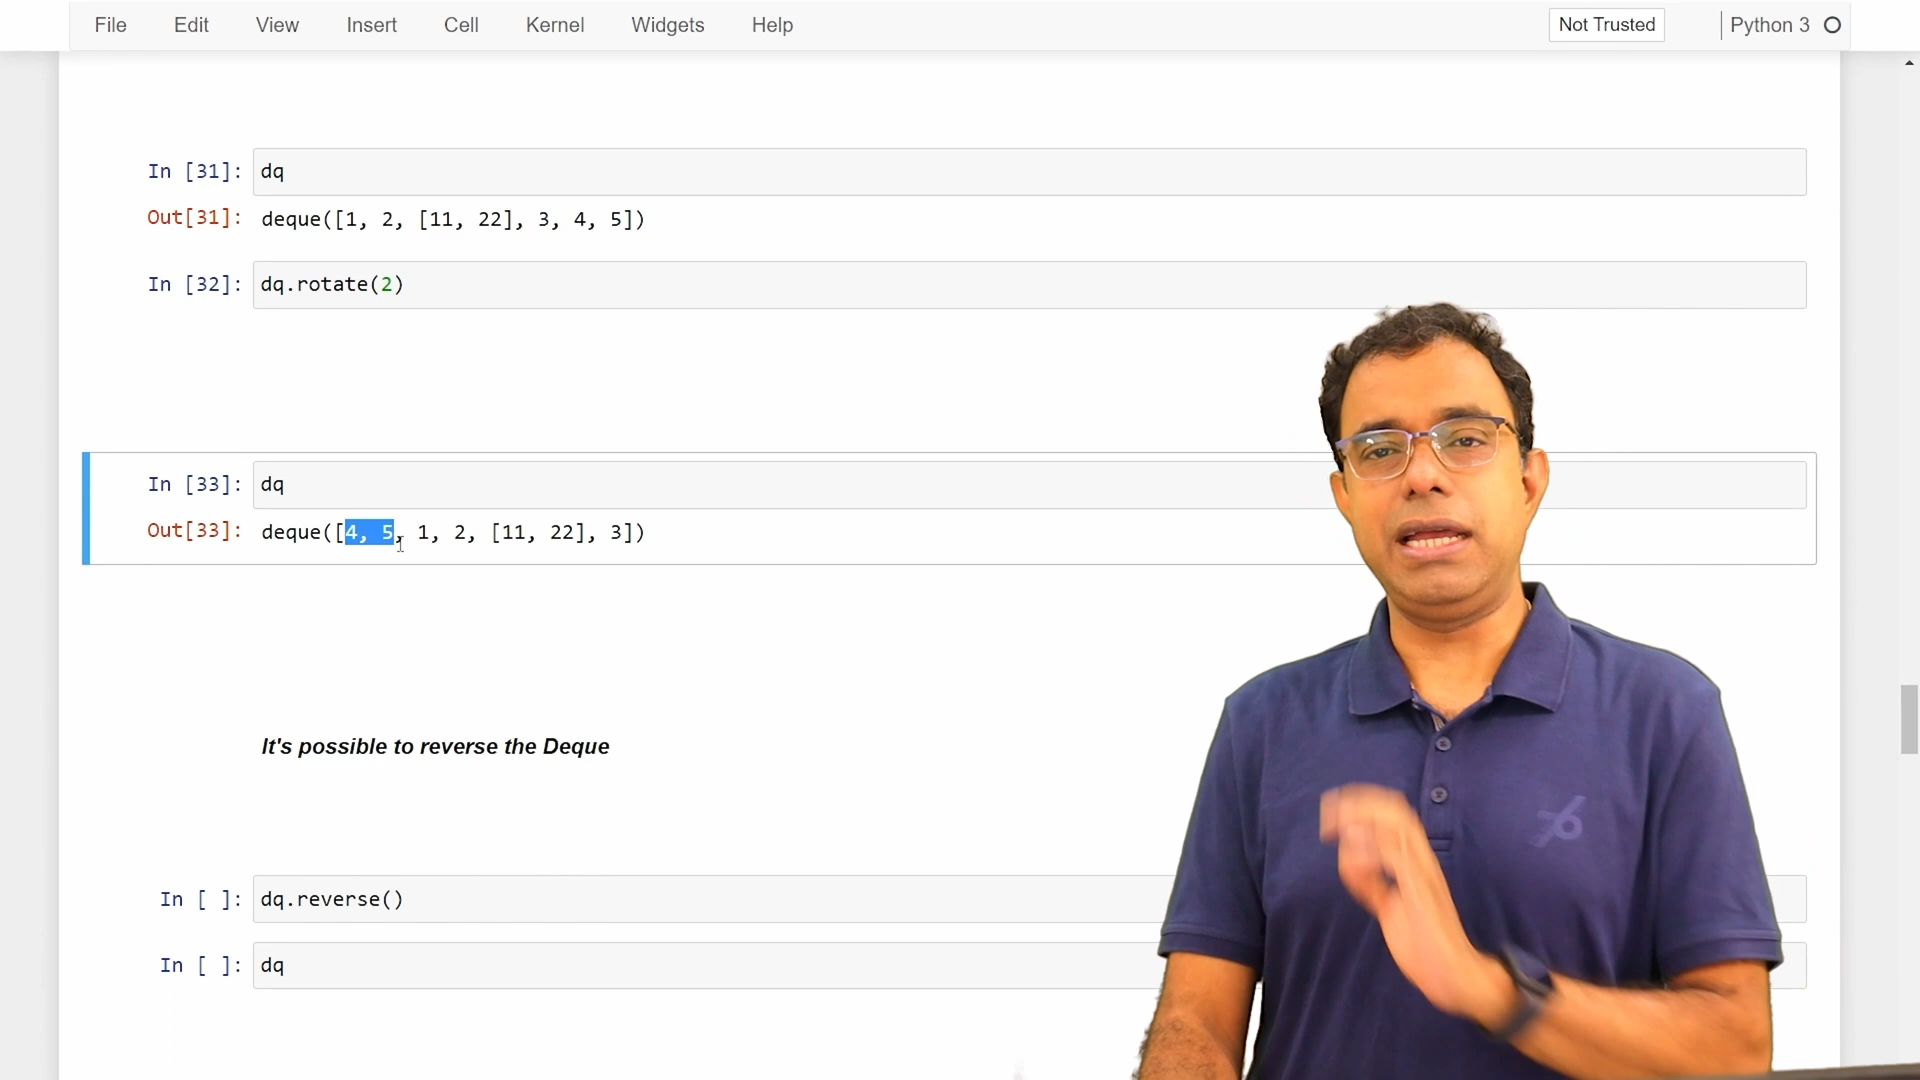 File Edit View Insert Cell Kernel Widgets Help Not Trusted Python 3
In [31]: dq
Out[31]: deque([1, 2, [11, 22], 3, 4, 5])
In [32]: dq.rotate(2)
In [33]: dq
Out[33]: deque([4, 5, 1, 2, [11, 22], 3])
It's possible to reverse the Deque
In [ ]: dq.reverse()
In [ ]: dq